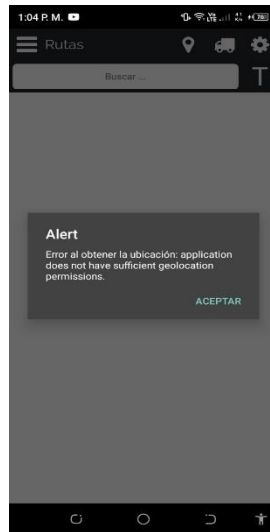 1:04 P. M.
Rutas
Buscar ...
T
Alert
Error al obtener la ubicación: application
does not have sufficient geolocation
permissions.
ACEPTAR